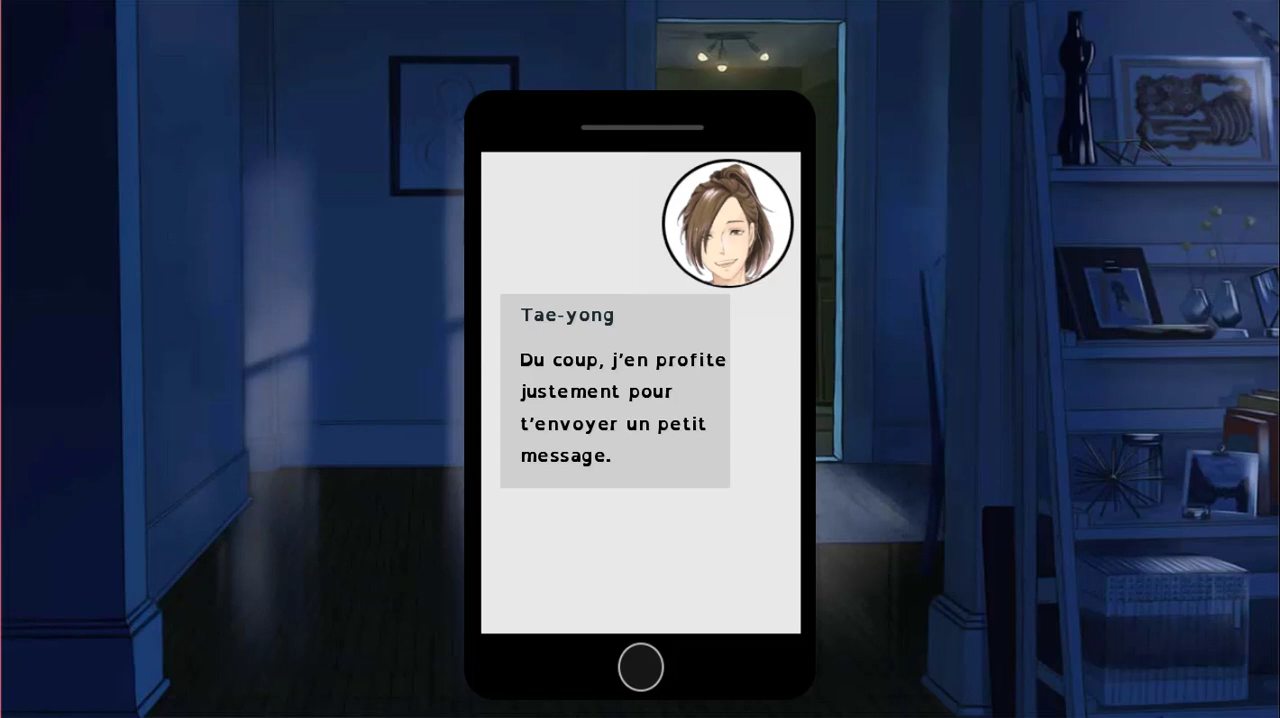 Tae-yong
Du coup, j'en profite
justement pour
t'envoyer un petit
message.